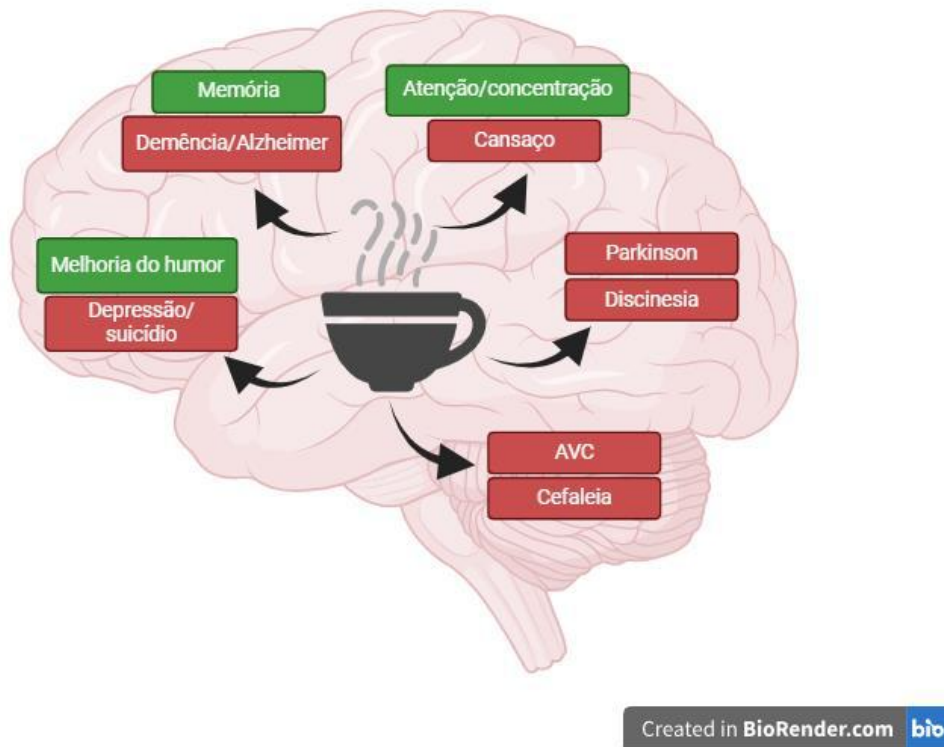 Memória
Demência/Alzheimer
Atenção/concentração
Cansaço
Melhoria do humor
Depressão/
suicídio
Parkinson
Discinesia
AVC
Cefaleia
Created in BioRender.com bio